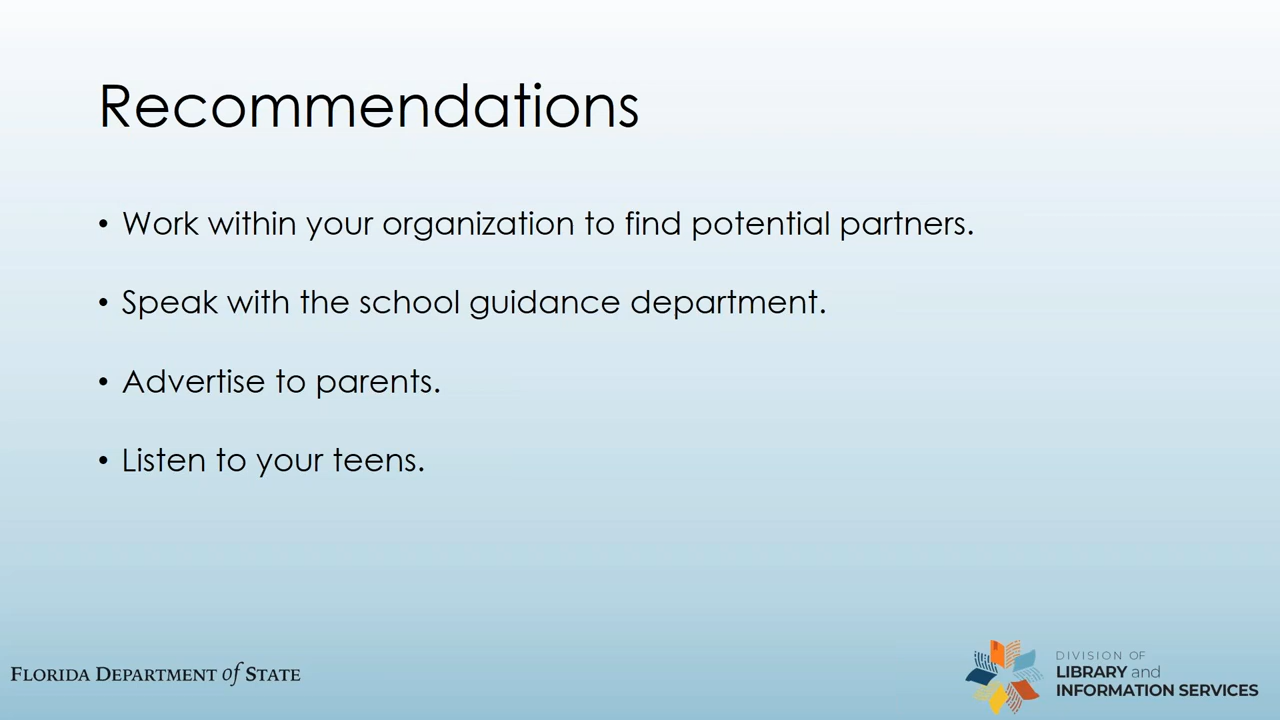 Recommendations
• Work within your organization to find potential partners.
• Speak with the school guidance department.
• Advertise to parents.
• Listen to your teens.
FLORIDA DEPARTMENT of STATE
DIVISION OF
LIBRARY and
INFORMATION SERVICES